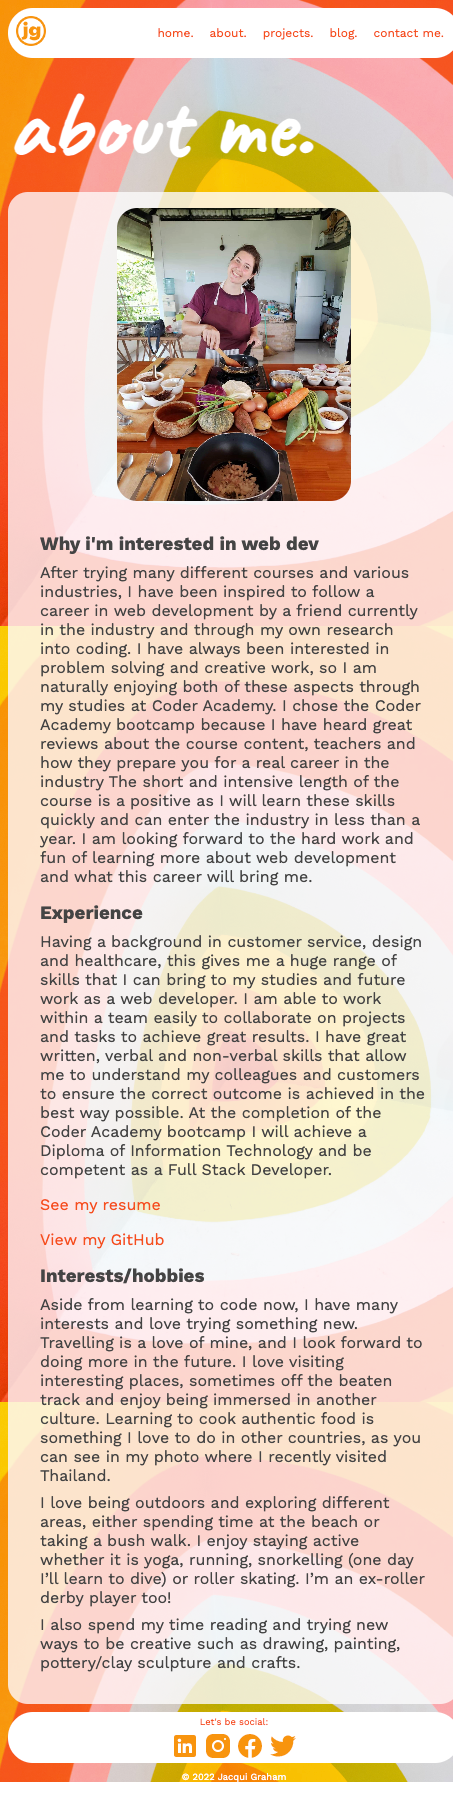 jg
home. about. projects. blog. contact me.
about me.
Why i'm interested in web dev
After trying many different courses and various
industries, I have been inspired to follow a
career in web development by a friend currently
in the industry and through my own research
into coding. I have always been interested in
problem solving and creative work, so I am
naturally enjoying both of these aspects through
my studies at Coder Academy. I chose the Coder
Academy bootcamp because I have heard great
reviews about the course content, teachers and
how they prepare you for a real career in the
industry The short and intensive length of the
course is a positive as I will learn these skills
quickly and can enter the industry in less than a
year. I am looking forward to the hard work and
fun of learning more about web development
and what this career will bring me.
Experience
Having a background in customer service, design
and healthcare, this gives me a huge range of
skills that I can bring to my studies and future
work as a web developer. I am able to work
within a team easily to collaborate on projects
and tasks to achieve great results. I have great
written, verbal and non-verbal skills that allow
me to understand my colleagues and customers
to ensure the correct outcome is achieved in the
best way possible. At the completion of the
Coder Academy bootcamp I will achieve a
Diploma of Information Technology and be
competent as a Full Stack Developer.
See my resume
View my GitHub
Interests/hobbies
Aside from learning to code now, I have many
interests and love trying something new.
Travelling is a love of mine, and I look forward to
doing more in the future. I love visiting
interesting places, sometimes off the beaten
track and enjoy being immersed in another
culture. Learning to cook authentic food is
something I love to do in other countries, as you
can see in my photo where I recently visited
Thailand.
I love being outdoors and exploring different
areas, either spending time at the beach or
taking a bush walk. I enjoy staying active
whether it is yoga, running, snorkelling (one day
I’ll learn to dive) or roller skating. I’m an ex-roller
derby player too!
I also spend my time reading and trying new
ways to be creative such as drawing, painting,
pottery/clay sculpture and crafts.
Let's be social:
© 2022 Jacqui Graham